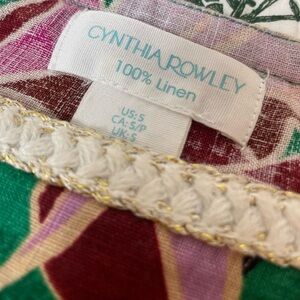 CYNTHIA ROWLEY
100% Linen
US:S
CA:S/P
UK:S